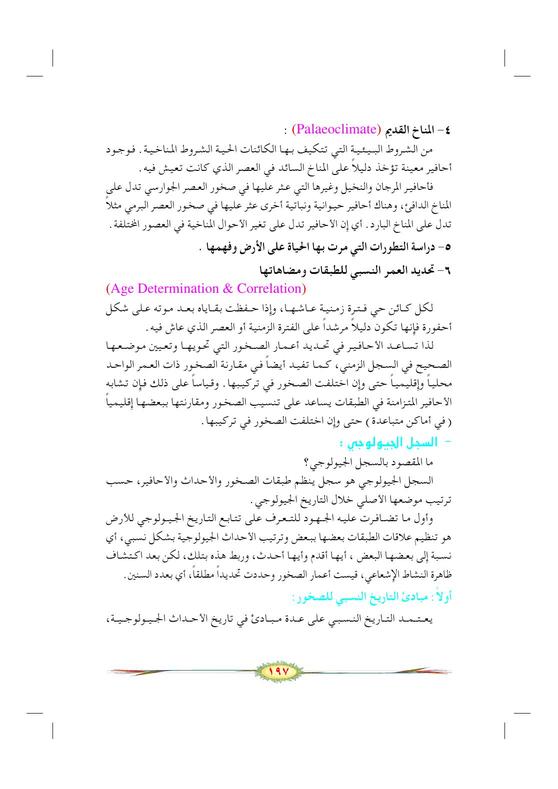 ٤- المناخ القديم (Palaeoclimate) :
من الشروط البيئية التي تتكيف بها الكائنات الحية الشروط المناخية . فوجود
أحافير معينة تؤخذ دليلاً على المناخ السائد في العصر الذي كانت تعيش فيه .
فأحافير المرجان والنخيل وغيرها التي عثر عليها في صخور العصر الجوارسي تدل على
المناخ الدافئ، وهناك أحافير حيوانية ونباتية أخرى عثر عليها في صخور العصر البرمي مثلاً
تدل على المناخ البارد . أي إن الأحافير تدل على تغير الأحوال المناخية في العصور المختلفة .
٥- دراسة التطورات التي مرت بها الحياة على الأرض وفهمها .
٦- تحديد العمر النسبي للطبقات ومضاهاتها
(Age Determination & Correlation)
لكل كائن حي فترة زمنية عاشها، وإذا حفظت بقاياه بعد موته على شكل
أحفورة فإنها تكون دليلاً مرشداً على الفترة الزمنية أو العصر الذي عاش فيه .
لذا تساعد الأحافير في تحديد أعمار الصخور التي تحويها وتعيين موضعها
الصحيح في السجل الزمني، كما تفيد أيضاً في مقارنة الصخور ذات العمر الواحد
محلياً وإقليمياً حتى وإن اختلفت الصخور في تركيبها . وقياساً على ذلك فإن تشابه
الأحافير المتزامنة في الطبقات يساعد على تنسيب الصخور ومقارنتها ببعضها إقليمياً
( في أماكن متباعدة ) حتى وإن اختلفت الصخور في تركيبها .
- السجل الجيولوجي :
ما المقصود بالسجل الجيولوجي؟
السجل الجيولوجي هو سجل ينظم طبقات الصخور والأحداث والأحافير، حسب
ترتيب موضعها الأصلي خلال التاريخ الجيولوجي .
وأول ما تضافرت عليه الجهود للتعرف على تتابع التاريخ الجيولوجي للأرض
هو تنظيم علاقات الطبقات بعضها ببعض وترتيب الأحداث الجيولوجية بشكل نسبي، أي
نسبة إلى بعضها البعض ، أيها أقدم وأيها أحدث، وربط هذه بتلك، لكن بعد اكتشاف
ظاهرة النشاط الإشعاعي، قيست أعمار الصخور وحددت تحديداً مطلقاً، أي بعدد السنين .
أولاً : مبادئ التاريخ النسبي للصخور :
يعتمد التاريخ النسبي على عدة مبادئ في تاريخ الأحداث الجيولوجية،
١٩٧